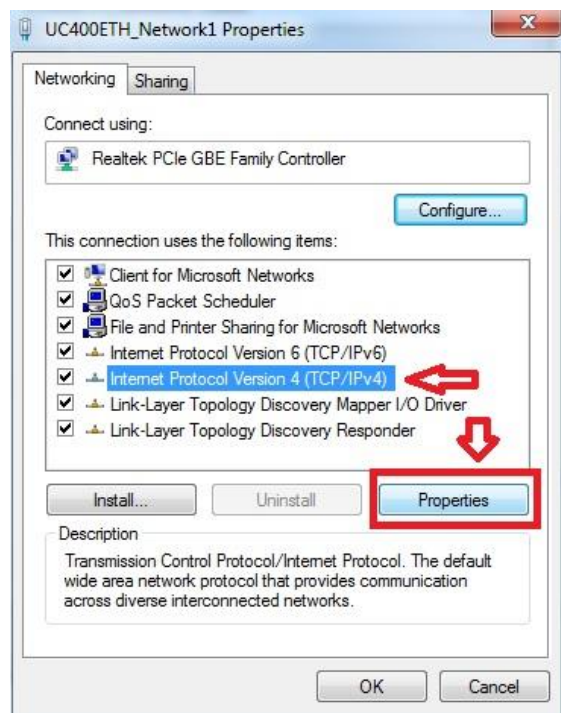 UC400ETH_Network1 Properties
Networking
Sharing
Connect using:
Realtek PCIe GBE Family Controller
Configure...
This connection uses the following items:
Client for Microsoft Networks
QoS Packet Scheduler
File and Printer Sharing for Microsoft Networks
Internet Protocol Version 6 (TCP/IPv6)
Internet Protocol Version 4 (TCP/IPv4)
Link-Layer Topology Discovery Mapper I/O Driver
Link-Layer Topology Discovery Responder
Install...
Uninstall
Properties
Description
Transmission Control Protocol/Internet Protocol. The default
wide area network protocol that provides communication
across diverse interconnected networks.
OK
Cancel